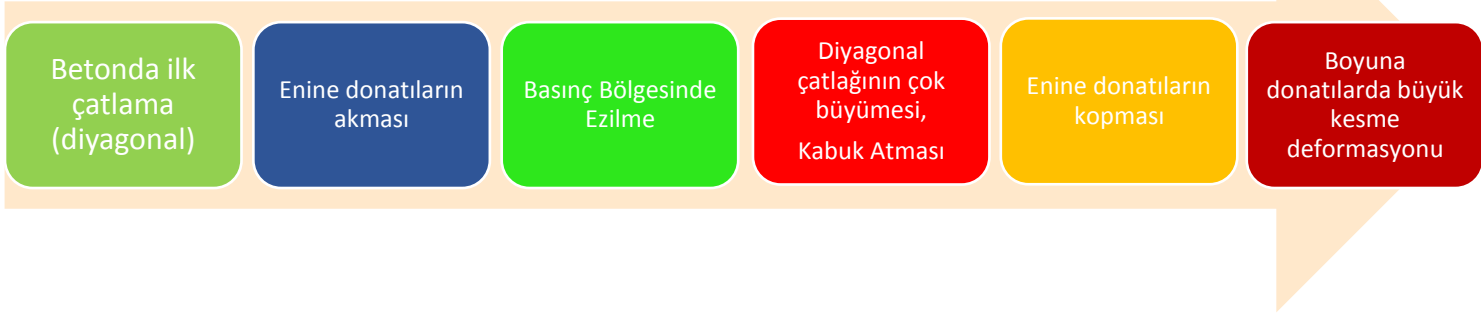 Betonda ilk
çatlama
(diyagonal)
Enine donatıların
akması
Basınç Bölgesinde
Ezilme
Diyagonal
çatlağının çok
büyümesi,
Kabuk Atması
Enine donatıların
kopması
Boyuna
donatılarda büyük
kesme
deformasyonu